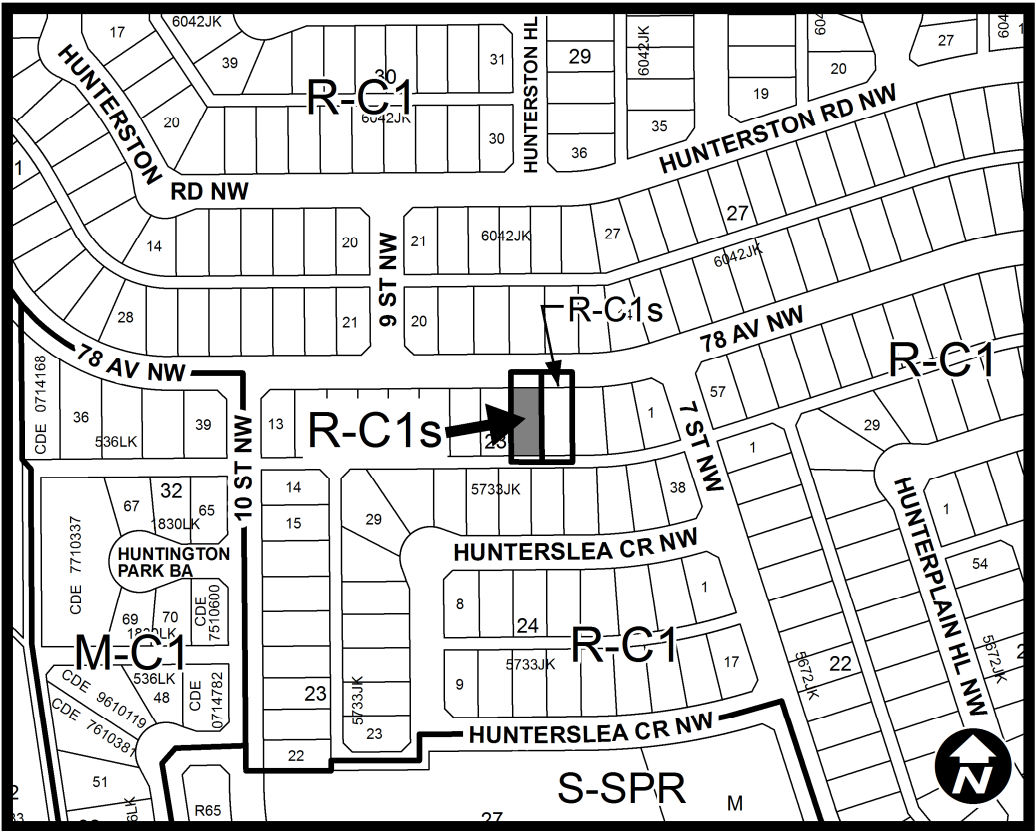 6042JK
17
39
31
30
R-C1
6042JK
20
30
HUNTERSTON HL
29
36
6042JK
35
19
20
27
HUNTERSTON
RD NW
HUNTERSTON RD NW
14
20
21
6042JK
27
27
6042JK
9 ST NW
28
21
20
R-C1s
78 AV NW
78 AV NW
R-C1
CDE 0714168
36
536LK
39
10 ST NW
13
R-C1s
23
1
57
7 ST NW
29
1
14
15
29
5733JK
38
32
67
65
1830LK
CDE 7710337
HUNTINGTON
PARK BA
HUNTERSLEA CR NW
HUNTERPLAIN HL NW
1
54
69
70
CDE
7510600
8
24
1
R-C1
M-C1
536LK
48
CDE
0714782
CDE 9610119
CDE 7610381
23
5733JK
9
5733JK
17
5672JK
22
5672JK
22
23
HUNTERSLEA CR NW
51
R65
S-SPR
M
27
N